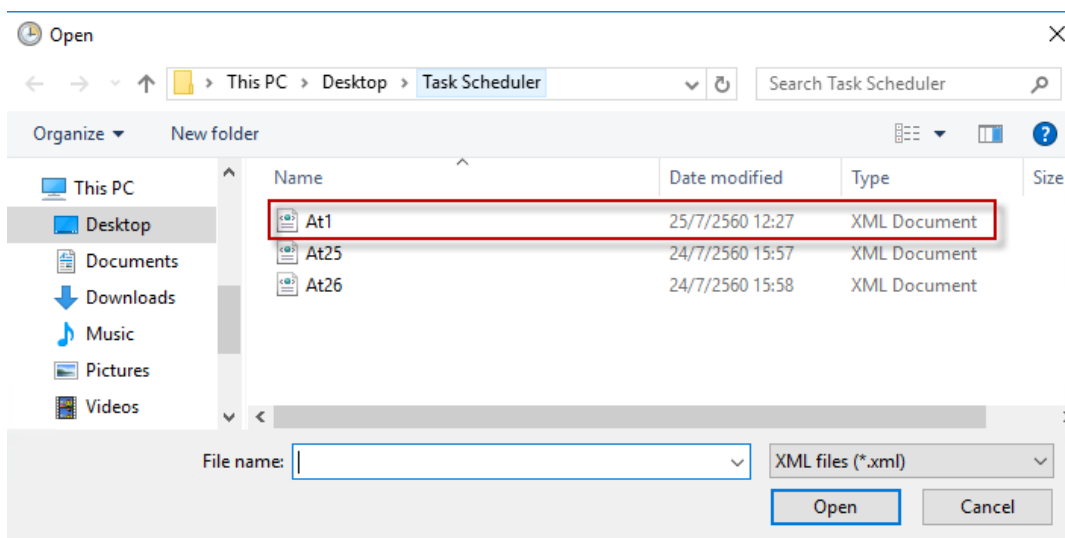 Open
This PC > Desktop > Task Scheduler Search Task Scheduler
Organize New folder
This PC
Desktop
Documents
Downloads
Music
Pictures
Videos
Name Date modified Type Size
At1 25/7/2560 12:27 XML Document
At25 24/7/2560 15:57 XML Document
At26 24/7/2560 15:58 XML Document
File name: XML files (*.xml)
Open Cancel